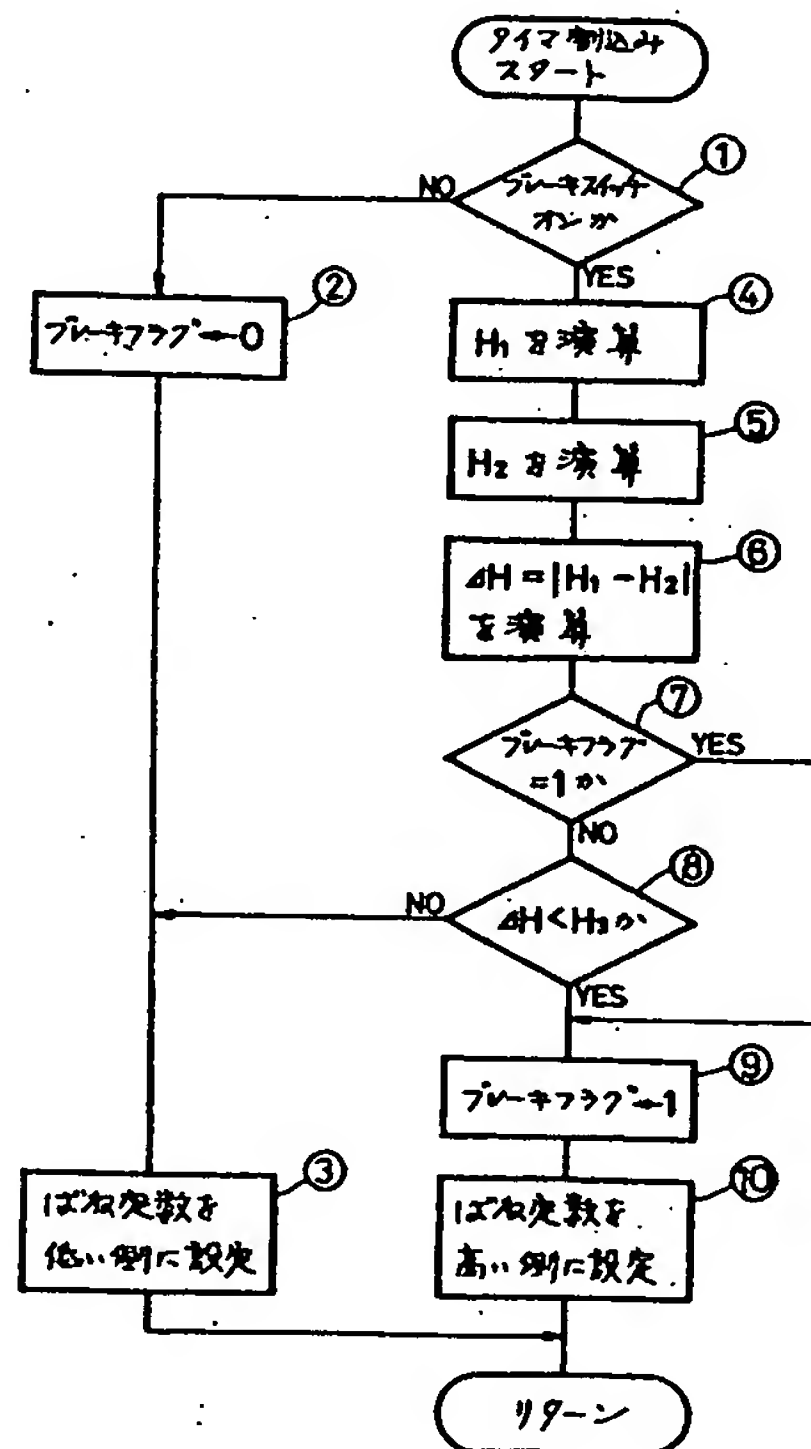 タイマ割込み
スタート
①
ブレーキスイッチ
オンか
NO
YES
②
ブレーキフラグ←0
④
H₁を演算
⑤
H₂を演算
⑥
ΔH=|H₁-H₂|
を演算
⑦
ブレーキフラグ
=1か
YES
NO
⑧
ΔH<H₃か
NO
YES
⑨
ブレーキフラグ←1
③
ばね定数を
低い側に設定
⑩
ばね定数を
高い側に設定
リターン